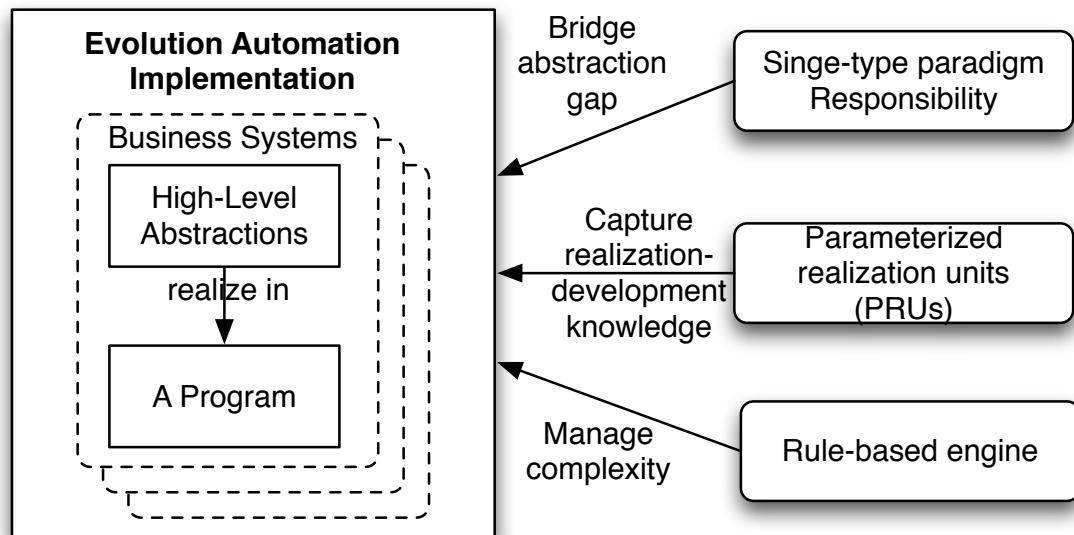 Evolution Automation
Implementation
Business Systems
High-Level
Abstractions
realize in
A Program
Bridge
abstraction
gap
Capture
realization-
development
knowledge
Manage
complexity
Singe-type paradigm
Responsibility
Parameterized
realization units
(PRUs)
Rule-based engine